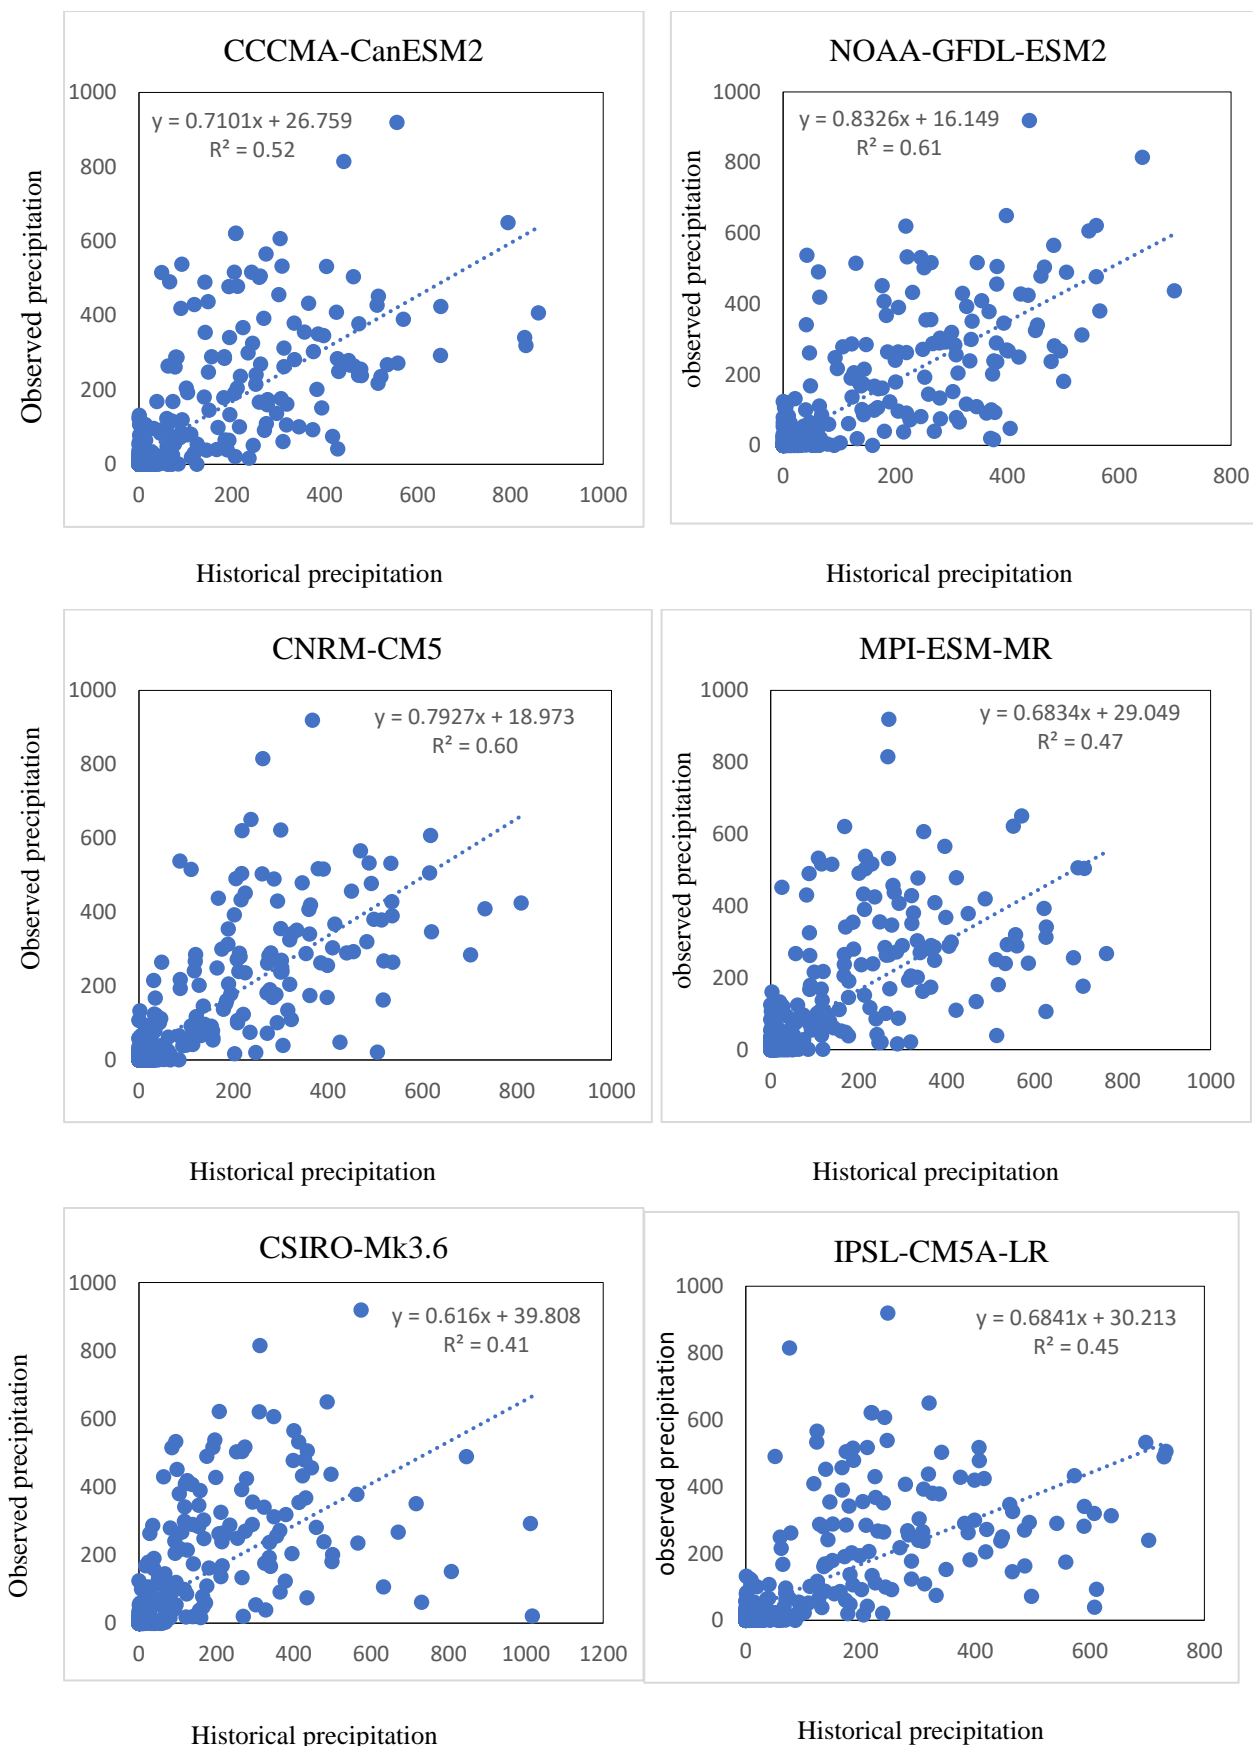 CCCMA-CanESM2
1000
y = 0.7101x + 26.759
R² = 0.52
800
600
400
200
0
0 200 400 600 800 1000
Observed precipitation
Historical precipitation
NOAA-GFDL-ESM2
1000
y = 0.8326x + 16.149
R² = 0.61
800
600
400
200
0
0 200 400 600 800
observed precipitation
Historical precipitation
CNRM-CM5
1000
y = 0.7927x + 18.973
R² = 0.60
800
600
400
200
0
0 200 400 600 800 1000
Observed precipitation
Historical precipitation
MPI-ESM-MR
1000
y = 0.6834x + 29.049
R² = 0.47
800
600
400
200
0
0 200 400 600 800 1000
observed precipitation
Historical precipitation
CSIRO-Mk3.6
1000
y = 0.616x + 39.808
R² = 0.41
800
600
400
200
0
0 200 400 600 800 1000 1200
Observed precipitation
Historical precipitation
IPSL-CM5A-LR
1000
y = 0.6841x + 30.213
R² = 0.45
800
600
400
200
0
0 200 400 600 800
observed precipitation
Historical precipitation